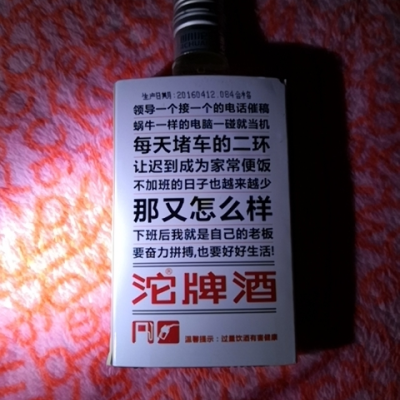 生产日期:20160412 084
领导一个接一个的电话催稿
蜗牛一样的电脑一碰就当机
每天堵车的二环
让迟到成为家常便饭
不加班的日子也越来越少
那又怎么样
下班后我就是自己的老板
要奋力拼搏,也要好好生活!
沱牌®酒
温馨提示:过量饮酒有害健康